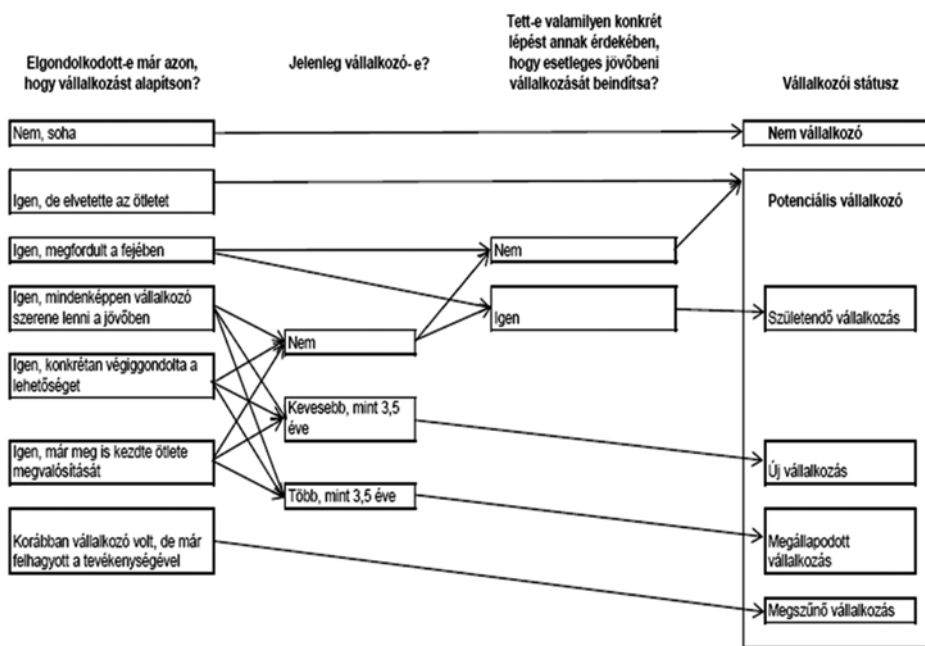 Elgondolkodott-e már azon,
hogy vállalkozást alapítson?
Jelenleg vállalkozó-e?
Tett-e valamilyen konkrét
lépést annak érdekében,
hogy esetleges jövőbeni
vállalkozását beindítsa?
Vállalkozói státusz
Nem, soha
Nem vállalkozó
Igen, de elvetette az ötletet
Potenciális vállalkozó
Igen, megfordult a fejében
Nem
Igen, mindenképpen vállalkozó
szerene lenni a jövőben
Igen
Születendő vállalkozás
Nem
Igen, konkrétan végiggondolta a
lehetőséget
Kevesebb, mint 3,5
éve
Igen, már meg is kezdte ötlete
megvalósítását
Új vállalkozás
Több, mint 3,5 éve
Korábban vállalkozó volt, de már
felhagyott a tevékenységével
Megállapodott
vállalkozás
Megszűnő vállalkozás